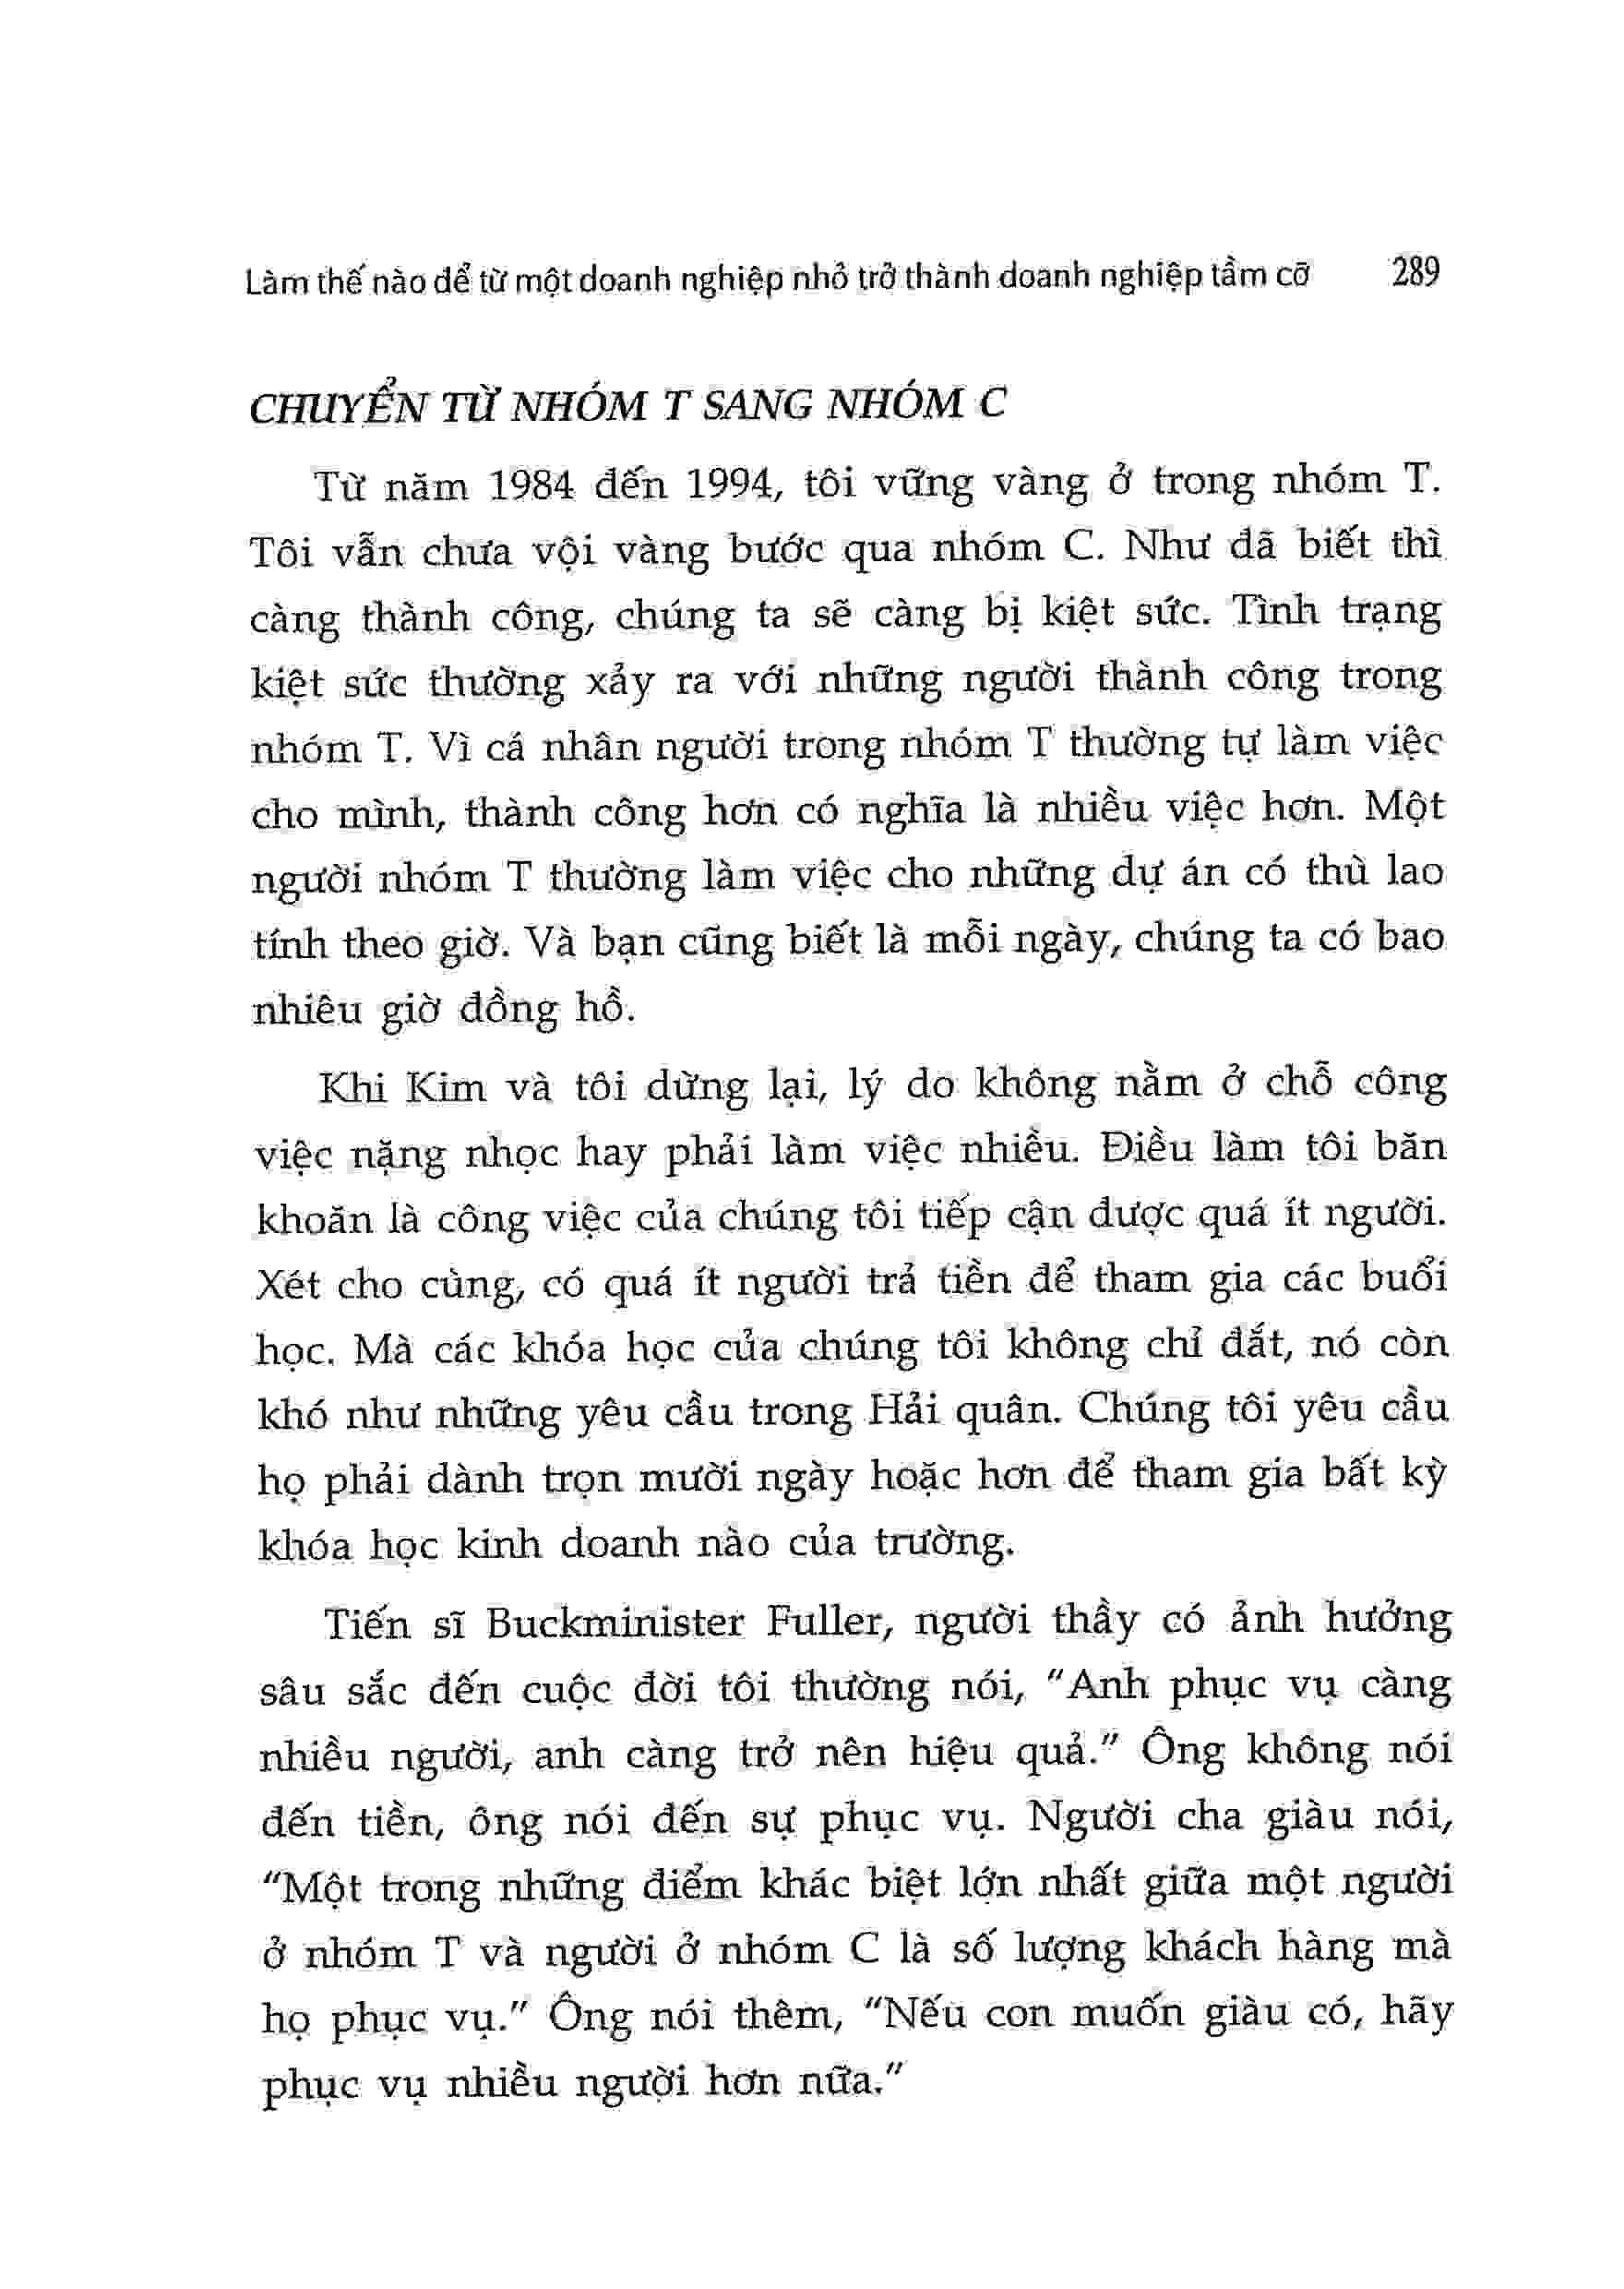 Làm thế nào để từ một doanh nghiệp nhỏ trở thành doanh nghiệp tầm cỡ 289
CHUYỂN TỪ NHÓM T SANG NHÓM C
Từ năm 1984 đến 1994, tôi vững vàng ở trong nhóm T.
Tôi vẫn chưa vội vàng bước qua nhóm C. Như đã biết thì
càng thành công, chúng ta sẽ càng bị kiệt sức. Tình trạng
kiệt sức thường xảy ra với những người thành công trong
nhóm T. Vì cá nhân người trong nhóm T thường tự làm việc
cho mình, thành công hơn có nghĩa là nhiều việc hơn. Một
người nhóm T thường làm việc cho những dự án có thù lao
tính theo giờ. Và bạn cũng biết là mỗi ngày, chúng ta có bao
nhiêu giờ đồng hồ.
Khi Kim và tôi dừng lại, lý do không nằm ở chỗ công
việc nặng nhọc hay phải làm việc nhiều. Điều làm tôi băn
khoăn là công việc của chúng tôi tiếp cận được quá ít người.
Xét cho cùng, có quá ít người trả tiền để tham gia các buổi
học. Mà các khóa học của chúng tôi không chỉ đắt, nó còn
khó như những yêu cầu trong Hải quân. Chúng tôi yêu cầu
họ phải dành trọn mười ngày hoặc hơn để tham gia bất kỳ
khóa học kinh doanh nào của trường.
Tiến sĩ Buckminister Fuller, người thầy có ảnh hưởng
sâu sắc đến cuộc đời tôi thường nói, "Anh phục vụ càng
nhiều người, anh càng trở nên hiệu quả." Ông không nói
đến tiền, ông nói đến sự phục vụ. Người cha giàu nói,
"Một trong những điểm khác biệt lớn nhất giữa một người
ở nhóm T và người ở nhóm C là số lượng khách hàng mà
họ phục vụ." Ông nói thêm, "Nếu con muốn giàu có, hãy
phục vụ nhiều người hơn nữa."